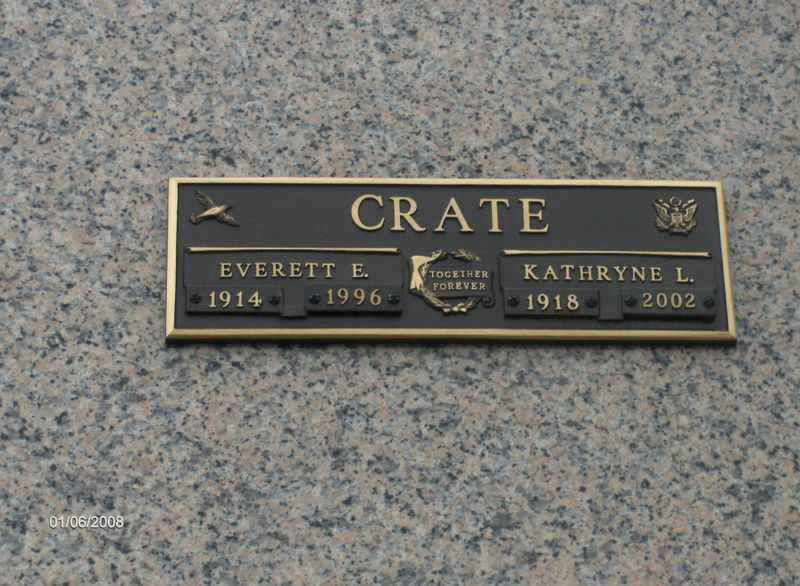 CRATE
EVERETT E.
1914 1996
TOGETHER
FOREVER
KATHRYNE L.
1918 2002
01/06/2008